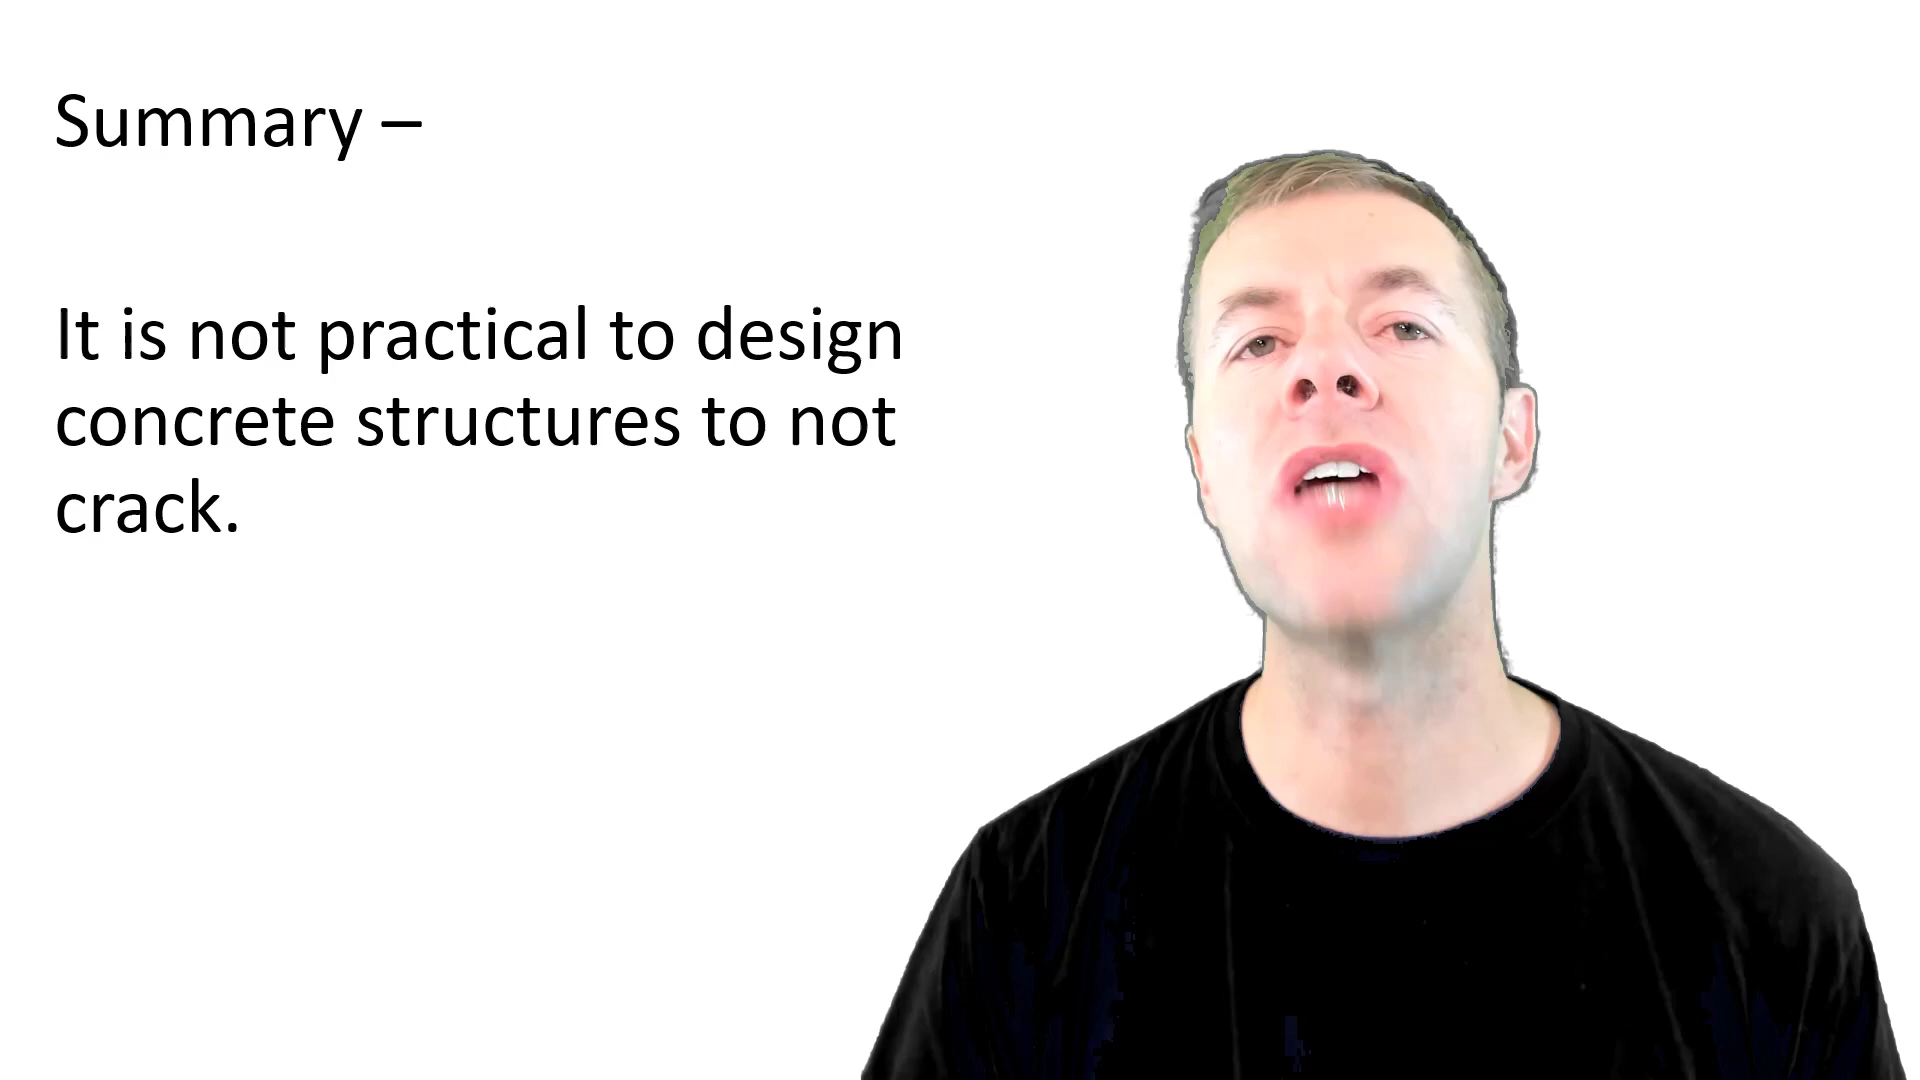 Summary –
It is not practical to design
concrete structures to not
crack.